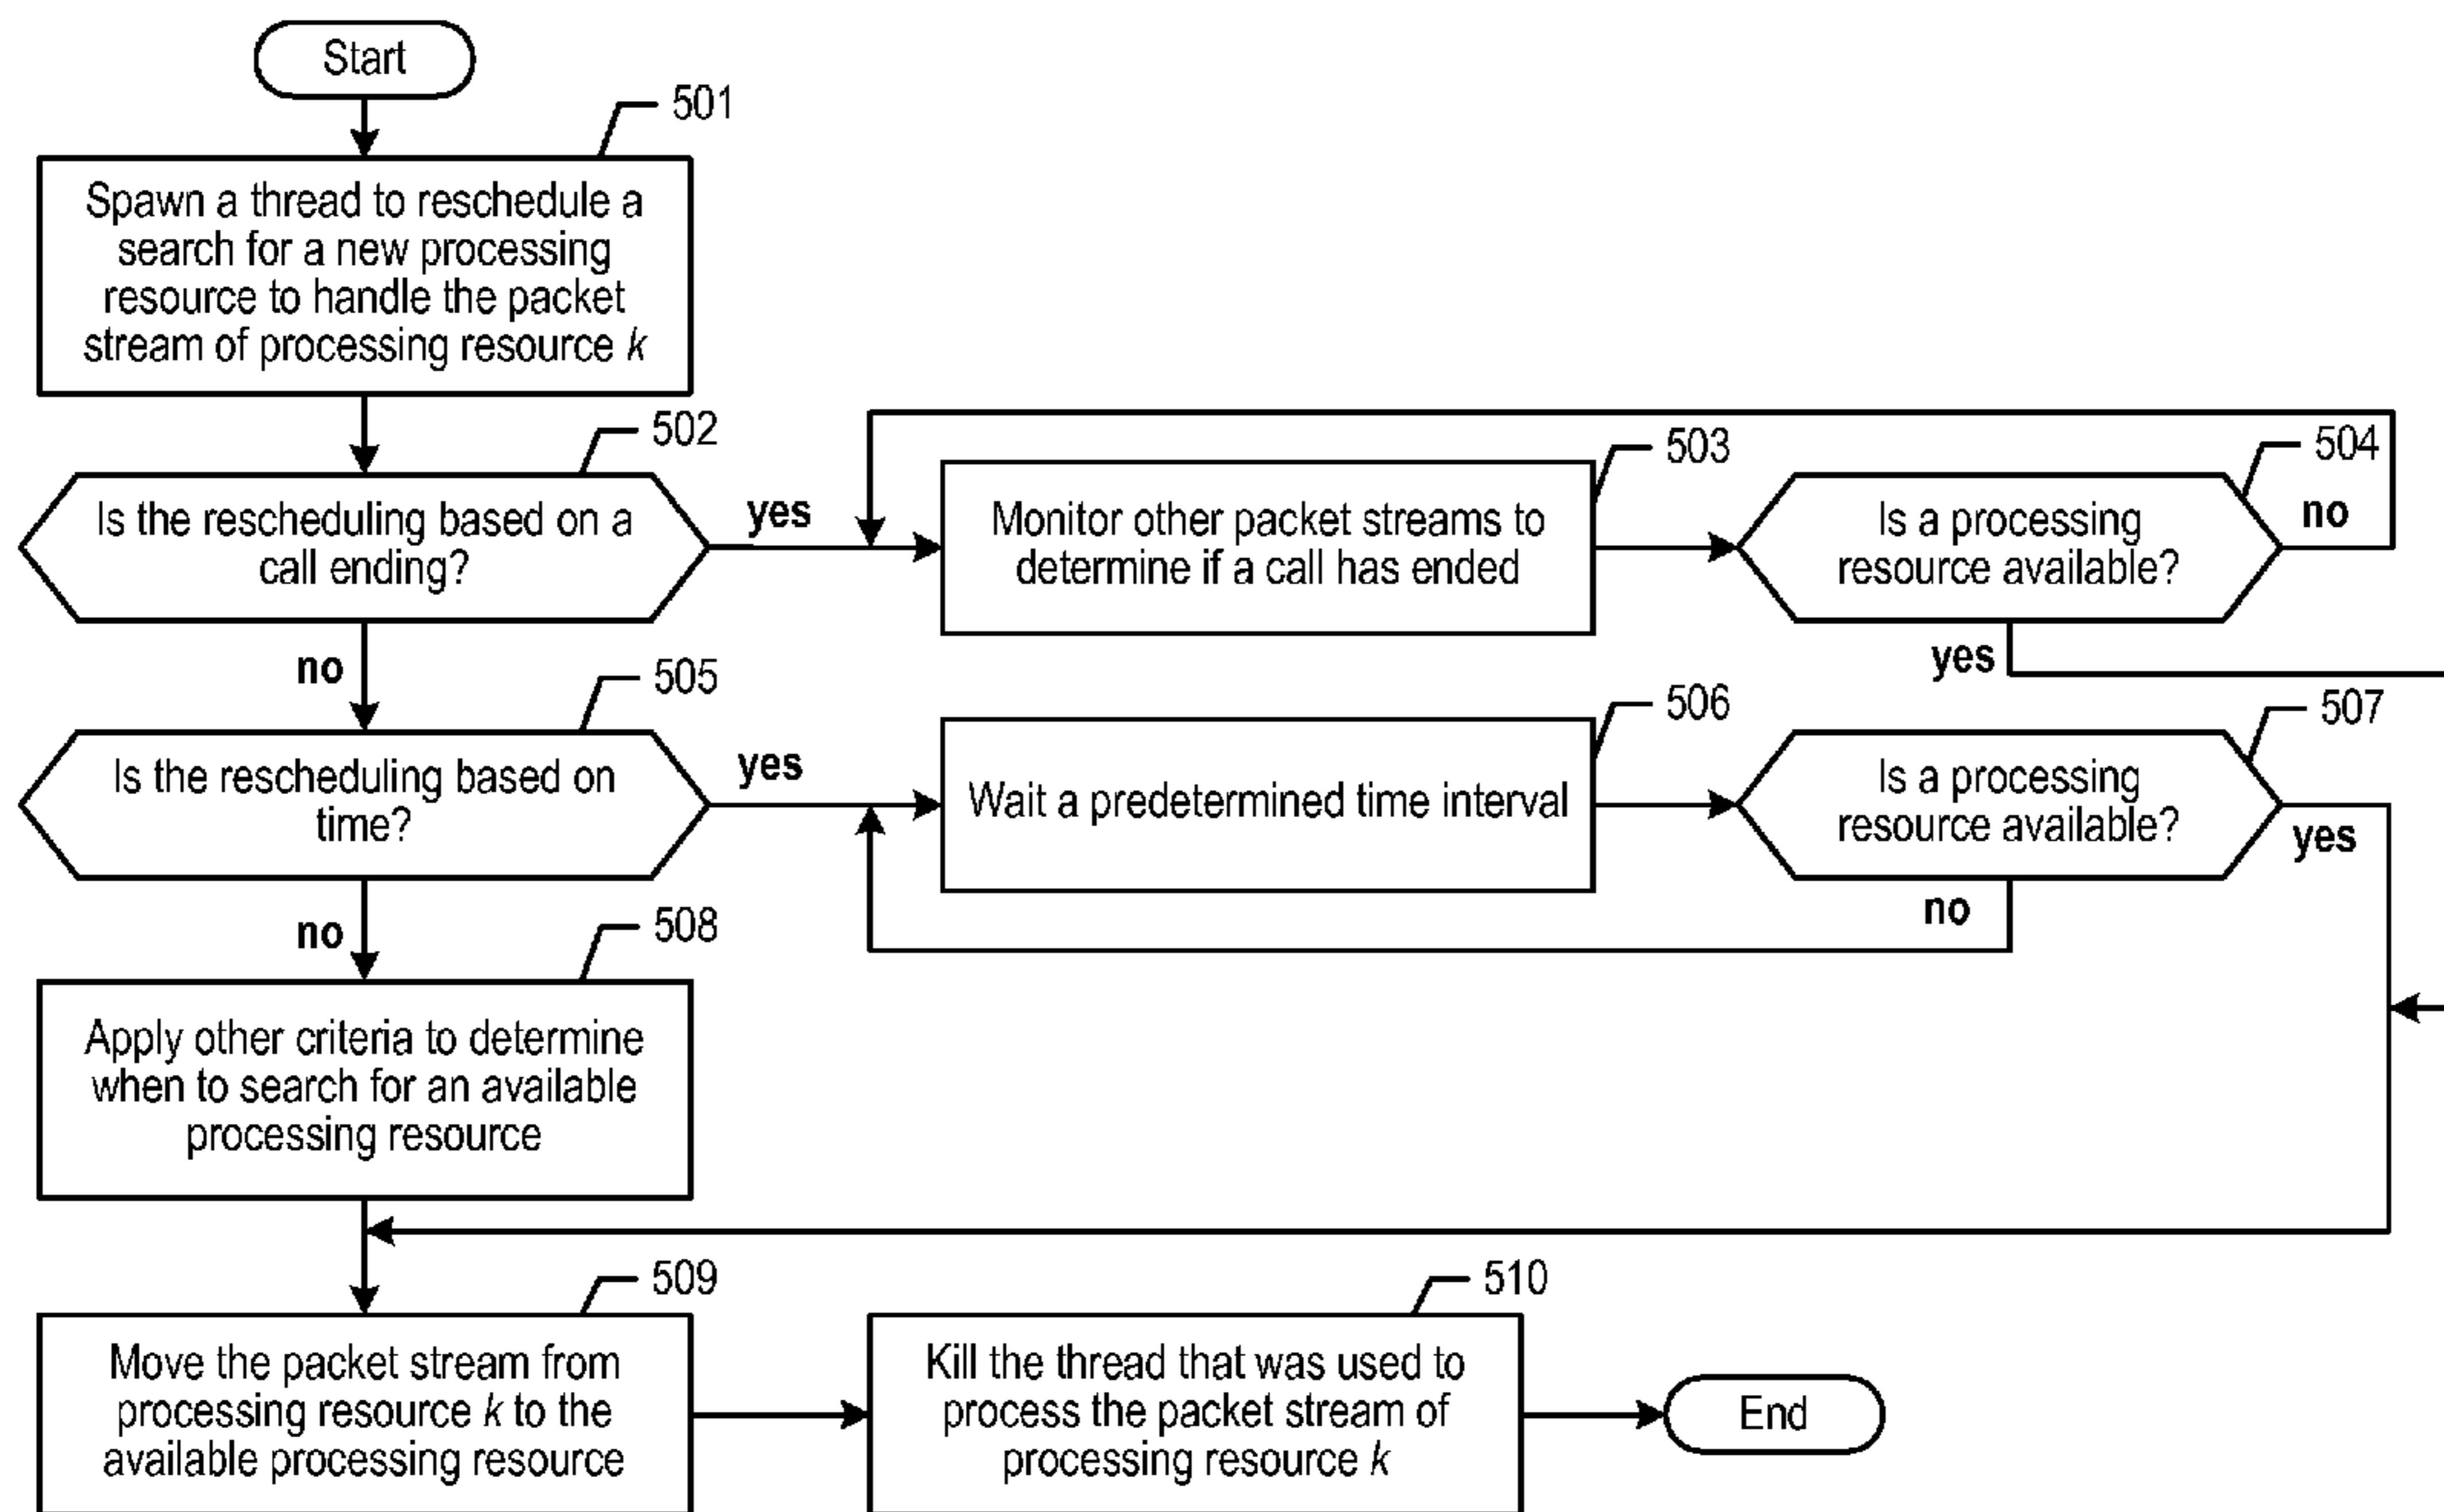 Start
501
Spawn a thread to reschedule a
search for a new processing
resource to handle the packet
stream of processing resource k
502
Is the rescheduling based on a
call ending?
yes
no
503
Monitor other packet streams to
determine if a call has ended
504
Is a processing
resource available?
no
yes
505
Is the rescheduling based on
time?
yes
no
506
Wait a predetermined time interval
507
Is a processing
resource available?
yes
no
508
Apply other criteria to determine
when to search for an available
processing resource
509
Move the packet stream from
processing resource k to the
available processing resource
510
Kill the thread that was used to
process the packet stream of
processing resource k
End